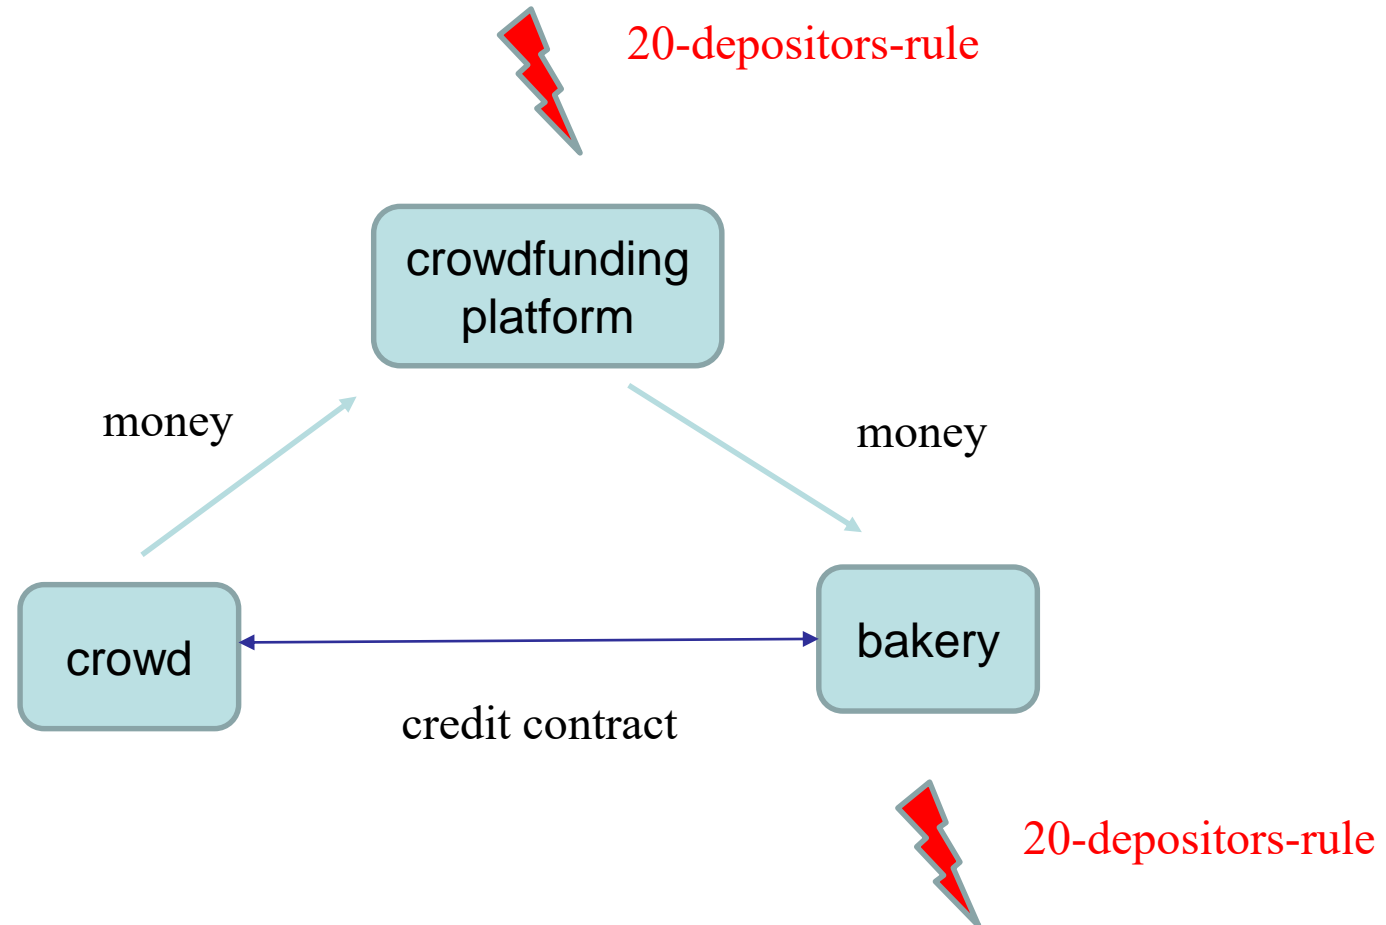 20-depositors-rule
crowdfunding
platform
money
money
crowd
bakery
credit contract
20-depositors-rule